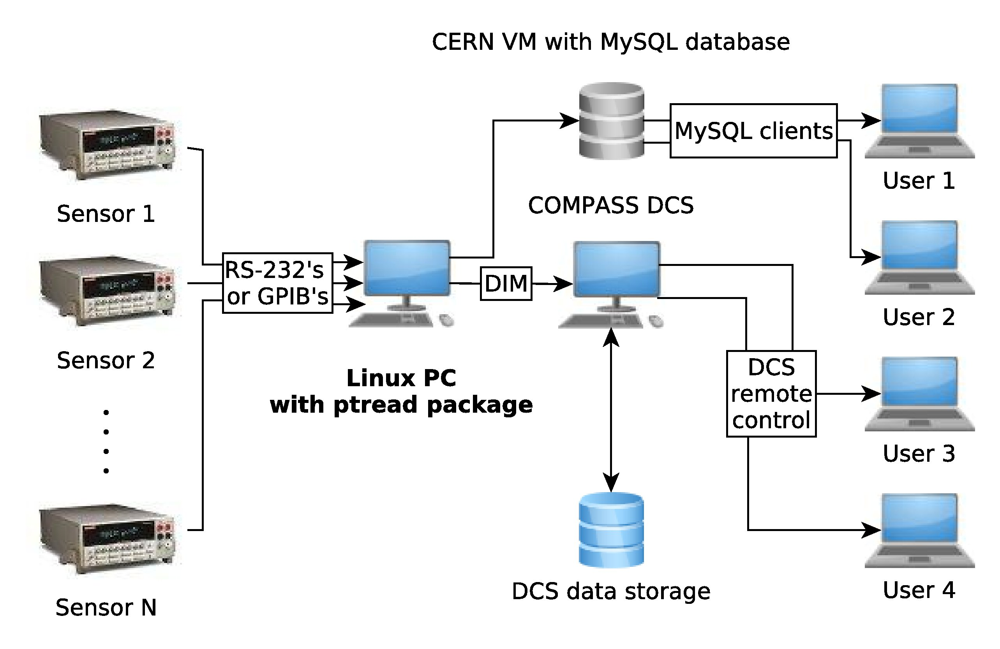 CERN VM with MySQL database
MySQL clients
User 1
COMPASS DCS
Sensor 1
RS-232's
or GPIB's
DIM
User 2
Sensor 2
Linux PC
with ptread package
DCS
remote
control
User 3
DCS data storage
User 4
Sensor N